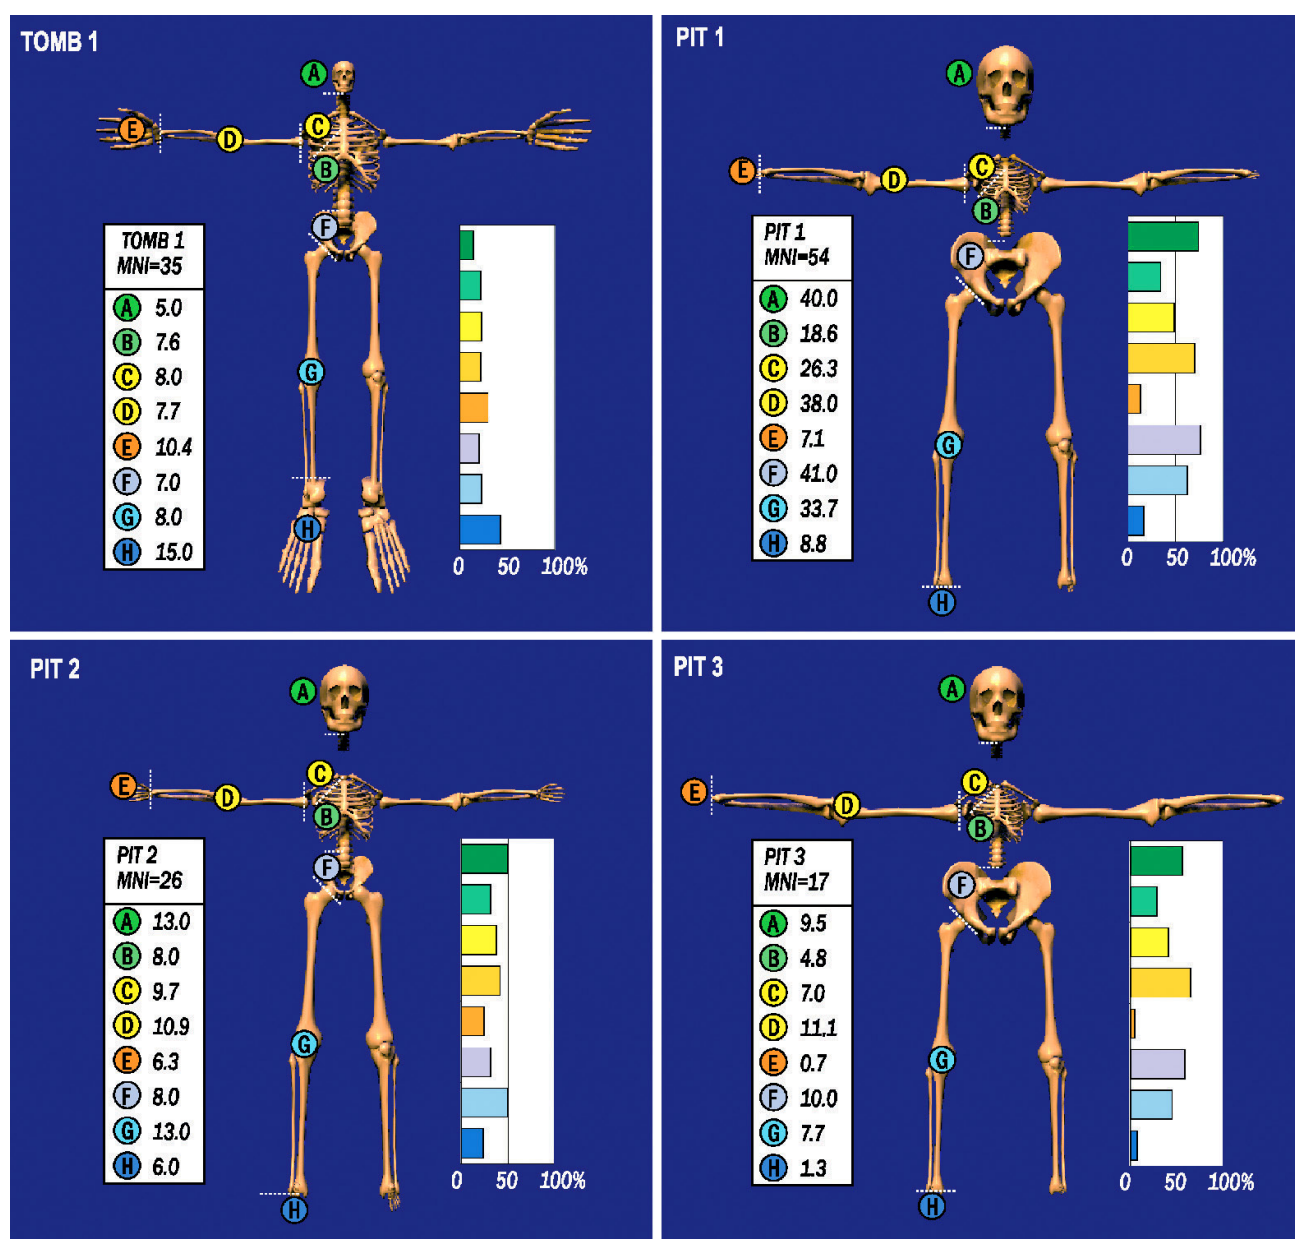 TOMB 1
A
E
D
C
B
F
G
H
TOMB 1
MNI=35
A 5.0
B 7.6
C 8.0
D 7.7
E 10.4
F 7.0
G 8.0
H 15.0
0 50 100%
PIT 1
A
E
D
C
B
F
G
H
PIT 1
MNI=54
A 40.0
B 18.6
C 26.3
D 38.0
E 7.1
F 41.0
G 33.7
H 8.8
0 50 100%
PIT 2
A
E
D
C
B
F
G
H
PIT 2
MNI=26
A 13.0
B 8.0
C 9.7
D 10.9
E 6.3
F 8.0
G 13.0
H 6.0
0 50 100%
PIT 3
A
E
D
C
B
F
G
H
PIT 3
MNI=17
A 9.5
B 4.8
C 7.0
D 11.1
E 0.7
F 10.0
G 7.7
H 1.3
0 50 100%